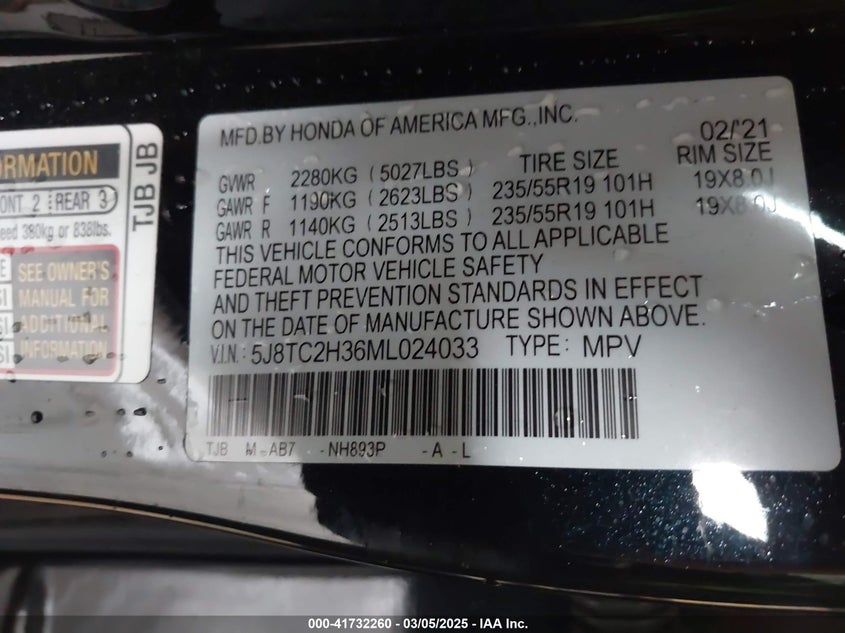 ORMATION
ONT 2 REAR 3
eed 380kg or 838lbs.
SEE OWNER'S
MANUAL FOR
ADDITIONAL
INFORMATION
TJB JB
MFD.BY HONDA OF AMERICA MFG.,INC.
02/'21
TIRE SIZE RIM SIZE
GVWR 2280KG (5027LBS)
GAWR F 1190KG (2623LBS) 235/55R19 101H 19X8.0J
GAWR R 1140KG (2513LBS) 235/55R19 101H 19X8.0J
THIS VEHICLE CONFORMS TO ALL APPLICABLE
FEDERAL MOTOR VEHICLE SAFETY
AND THEFT PREVENTION STANDARDS IN EFFECT
ON THE DATE OF MANUFACTURE SHOWN ABOVE.
V.I.N: 5J8TC2H36ML024033 TYPE: MPV
TJB M-AB7 -NH893P -A-L
000-41732260 - 03/05/2025 - IAA Inc.